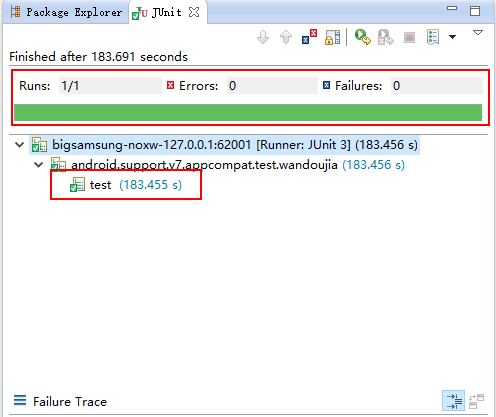 Package Explorer JUnit
Finished after 183.691 seconds
Runs: 1/1 Errors: 0 Failures: 0
bigsamsung-noxw-127.0.0.1:62001 [Runner: JUnit 3] (183.456 s)
android.support.v7.appcompat.test.wandoujia (183.456 s)
test (183.455 s)
Failure Trace